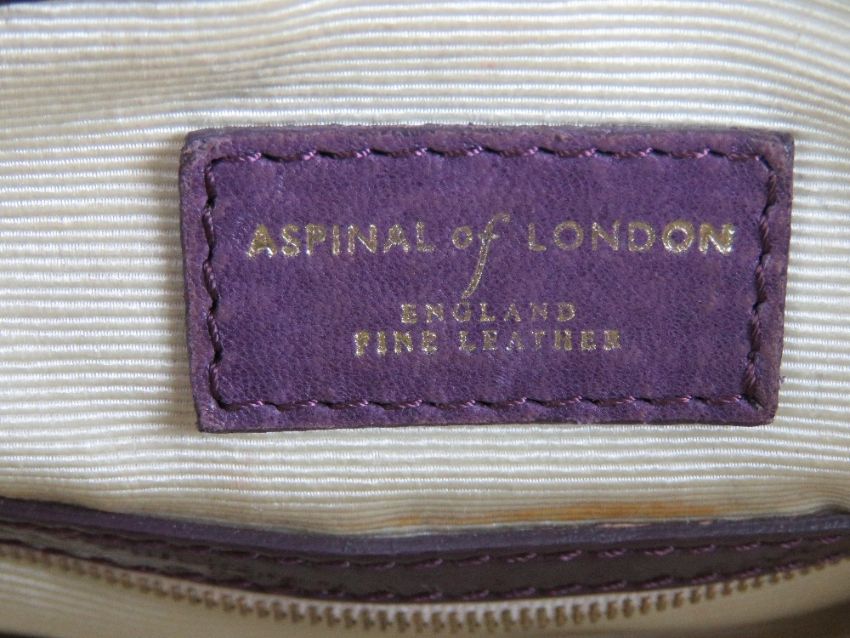 ASPINAL of LONDON
ENGLAND
FINE LEATHER